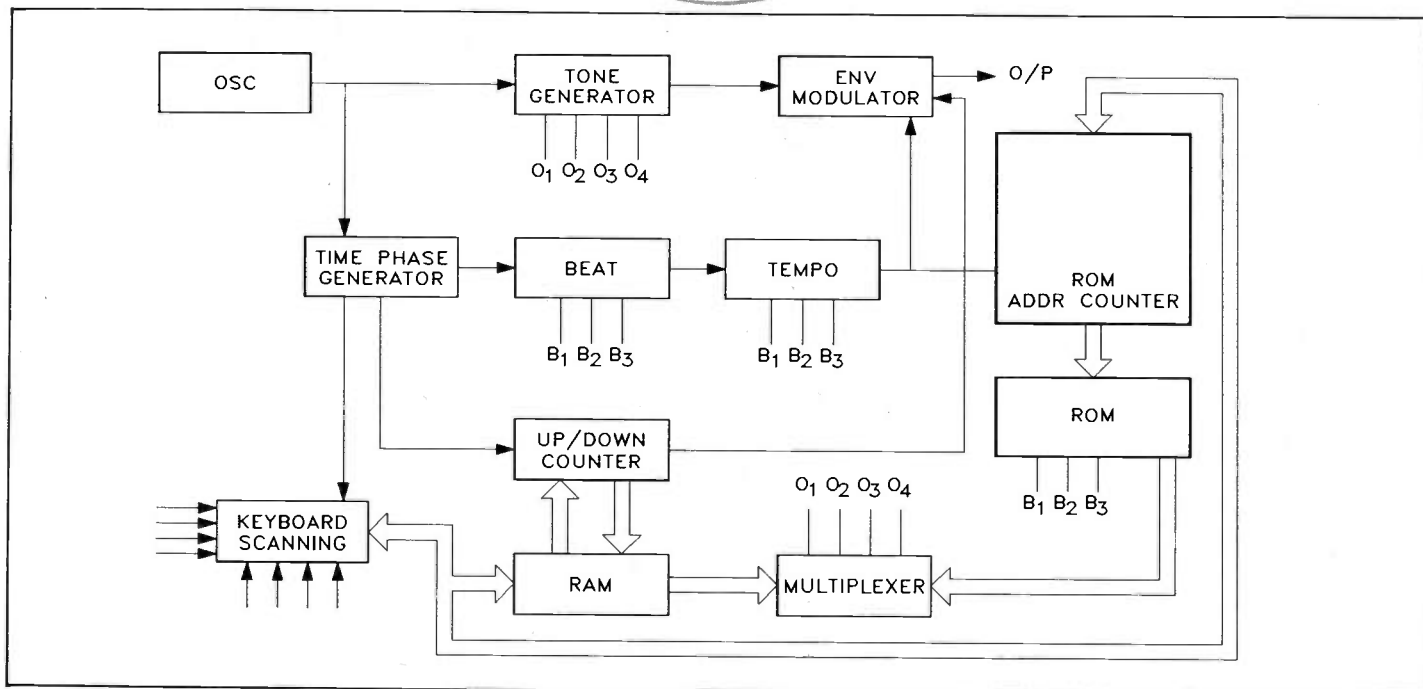 OSC
TONE
GENERATOR
ENV
MODULATOR
O/P
O1 O2 O3 O4
TIME PHASE
GENERATOR
BEAT
TEMPO
ROM
ADDR COUNTER
B1 B2 B3
B1 B2 B3
ROM
UP/DOWN
COUNTER
B1 B2 B3
O1 O2 O3 O4
KEYBOARD
SCANNING
RAM
MULTIPLEXER